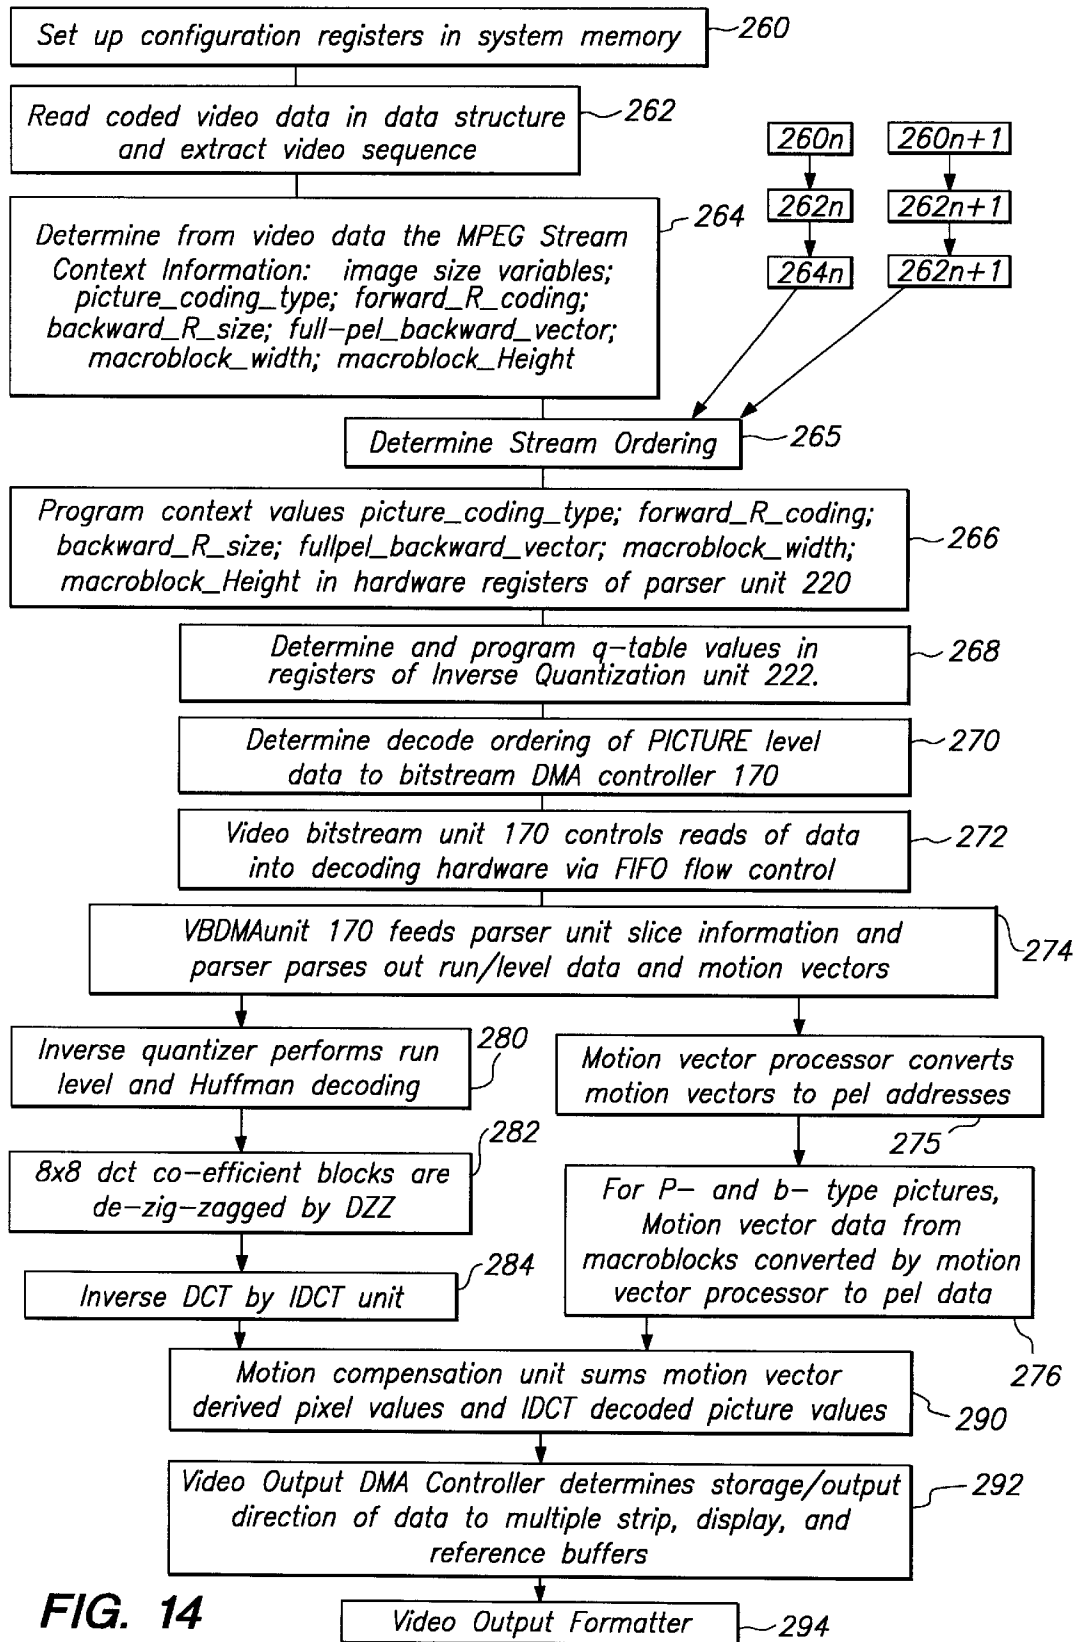 Set up configuration registers in system memory
260
Read coded video data in data structure
and extract video sequence
262
260n
260n+1
262n
262n+1
264n
262n+1
Determine from video data the MPEG Stream
Context Information: image size variables;
picture_coding_type; forward_R_coding;
backward_R_size; full-pel_backward_vector;
macroblock_width; macroblock_Height
264
Determine Stream Ordering
265
Program context values picture_coding_type; forward_R_coding;
backward_R_size; fullpel_backward_vector; macroblock_width;
macroblock_Height in hardware registers of parser unit 220
266
Determine and program q-table values in
registers of Inverse Quantization unit 222.
268
Determine decode ordering of PICTURE level
data to bitstream DMA controller 170
270
Video bitstream unit 170 controls reads of data
into decoding hardware via FIFO flow control
272
VBDMAunit 170 feeds parser unit slice information and
parser parses out run/level data and motion vectors
274
Inverse quantizer performs run
level and Huffman decoding
280
Motion vector processor converts
motion vectors to pel addresses
275
8x8 dct co-efficient blocks are
de-zig-zagged by DZZ
282
For P- and b- type pictures,
Motion vector data from
macroblocks converted by motion
vector processor to pel data
276
Inverse DCT by IDCT unit
284
Motion compensation unit sums motion vector
derived pixel values and IDCT decoded picture values
290
Video Output DMA Controller determines storage/output
direction of data to multiple strip, display, and
reference buffers
292
Video Output Formatter
294
FIG. 14